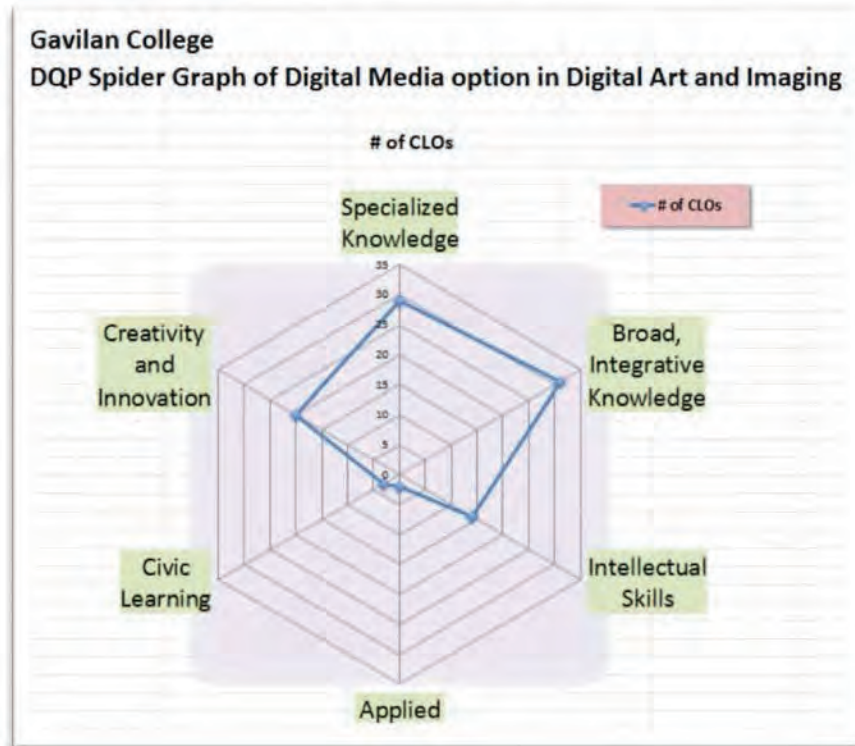 Gavilan College
DQP Spider Graph of Digital Media option in Digital Art and Imaging
# of CLOs
# of CLOs
Specialized
Knowledge
Broad,
Integrative
Knowledge
Intellectual
Skills
Applied
Civic
Learning
Creativity
and
Innovation
35
30
25
20
15
10
5
0